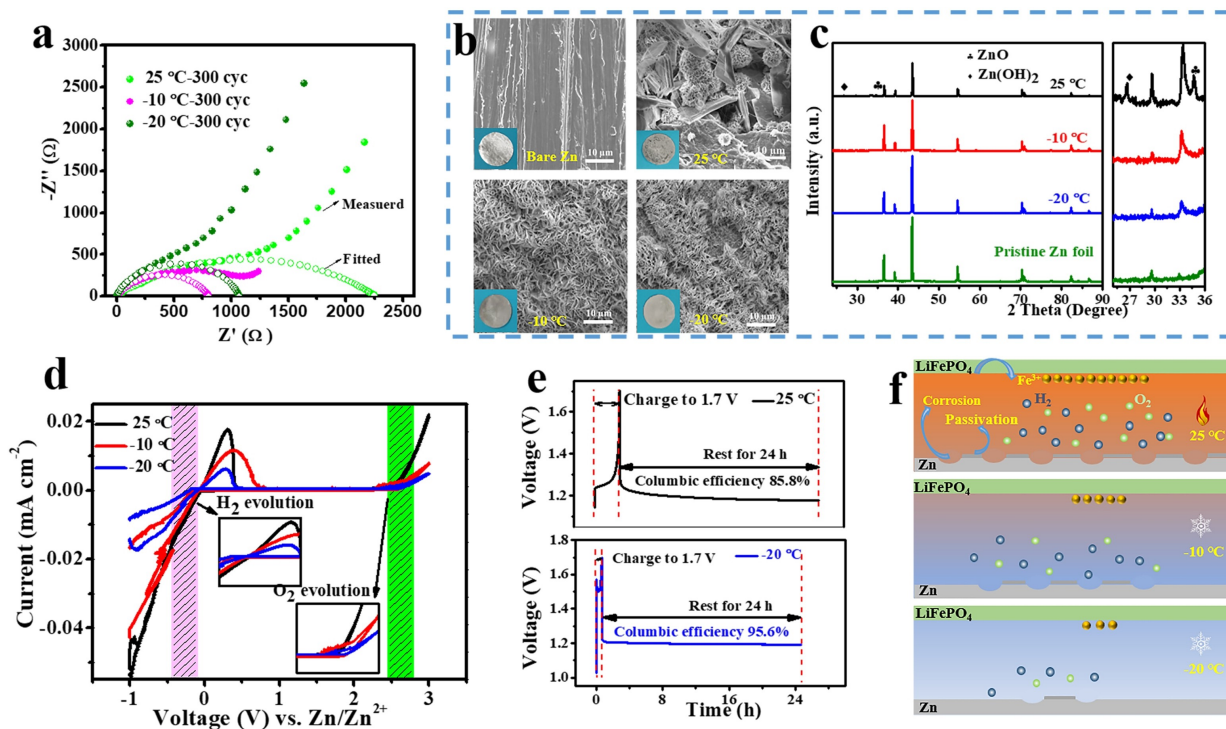 a
3000
2500
2000
1500
1000
500
0
-Z'' (Ω)
25 °C-300 cyc
-10 °C-300 cyc
-20 °C-300 cyc
Measuerd
Fitted
0 500 1000 1500 2000 2500
Z' (Ω)
b
Bare Zn
10 μm
25 °C
10 μm
-10 °C
10 μm
-20 °C
10 μm
c
Intensity (a.u.)
♣ ZnO
♦ Zn(OH)2
25 °C
-10 °C
-20 °C
Pristine Zn foil
30 40 50 60 70 80 90
27 30 33 36
2 Theta (Degree)
d
0.02
0.00
-0.02
-0.04
Current (mA cm-2)
25 °C
-10 °C
-20 °C
H2 evolution
O2 evolution
-1 0 1 2 3
Voltage (V) vs. Zn/Zn2+
e
1.6
1.4
1.2
Voltage (V)
Charge to 1.7 V
25 °C
Rest for 24 h
Columbic efficiency 85.8%
1.8
1.6
1.4
1.2
1.0
Voltage (V)
Charge to 1.7 V
-20 °C
Rest for 24 h
Columbic efficiency 95.6%
0 8 16 24
Time (h)
f
LiFePO4
Fe3+
Corrosion
H2
O2
Passivation
25 °C
Zn
LiFePO4
-10 °C
Zn
LiFePO4
-20 °C
Zn